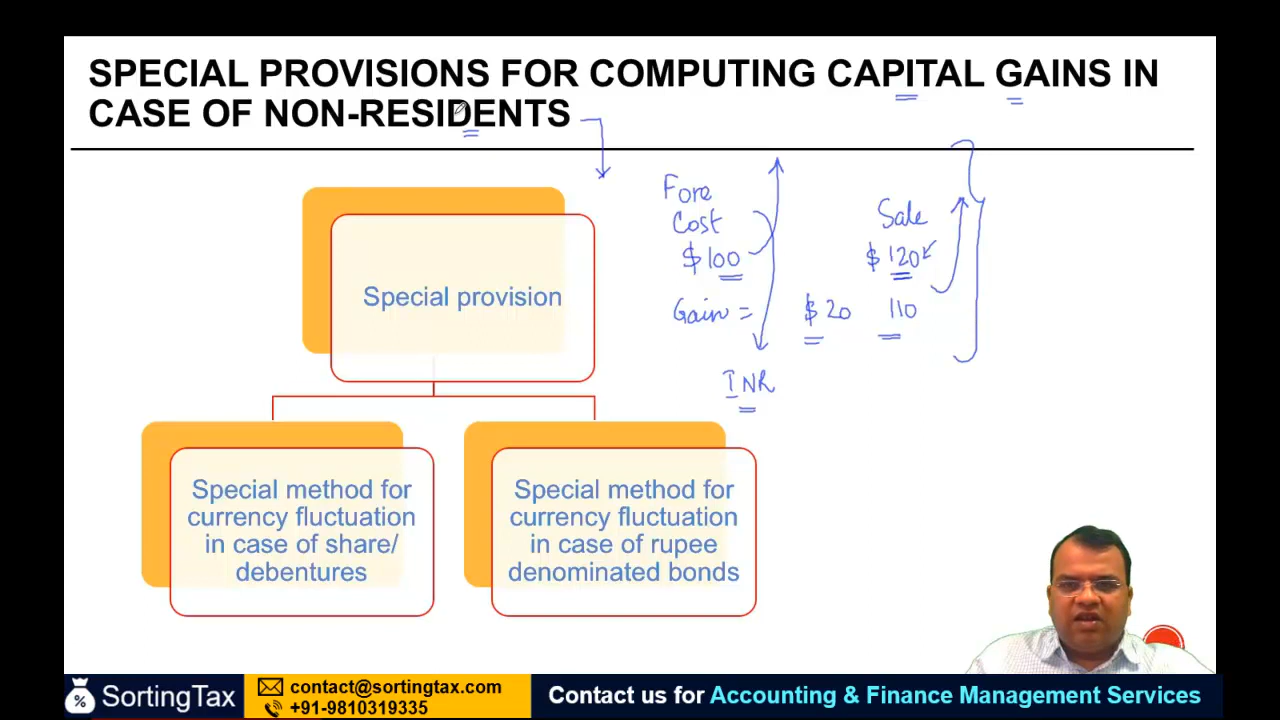 SPECIAL PROVISIONS FOR COMPUTING CAPITAL GAINS IN
CASE OF NON-RESIDENTS
Fore
Cost
$100
Sale
$120
Gain = $20 110
INR
Special provision
Special method for
currency fluctuation
in case of share/
debentures
Special method for
currency fluctuation
in case of rupee
denominated bonds
SortingTax
contact@sortingtax.com
+91-9810319335
Contact us for Accounting & Finance Management Services